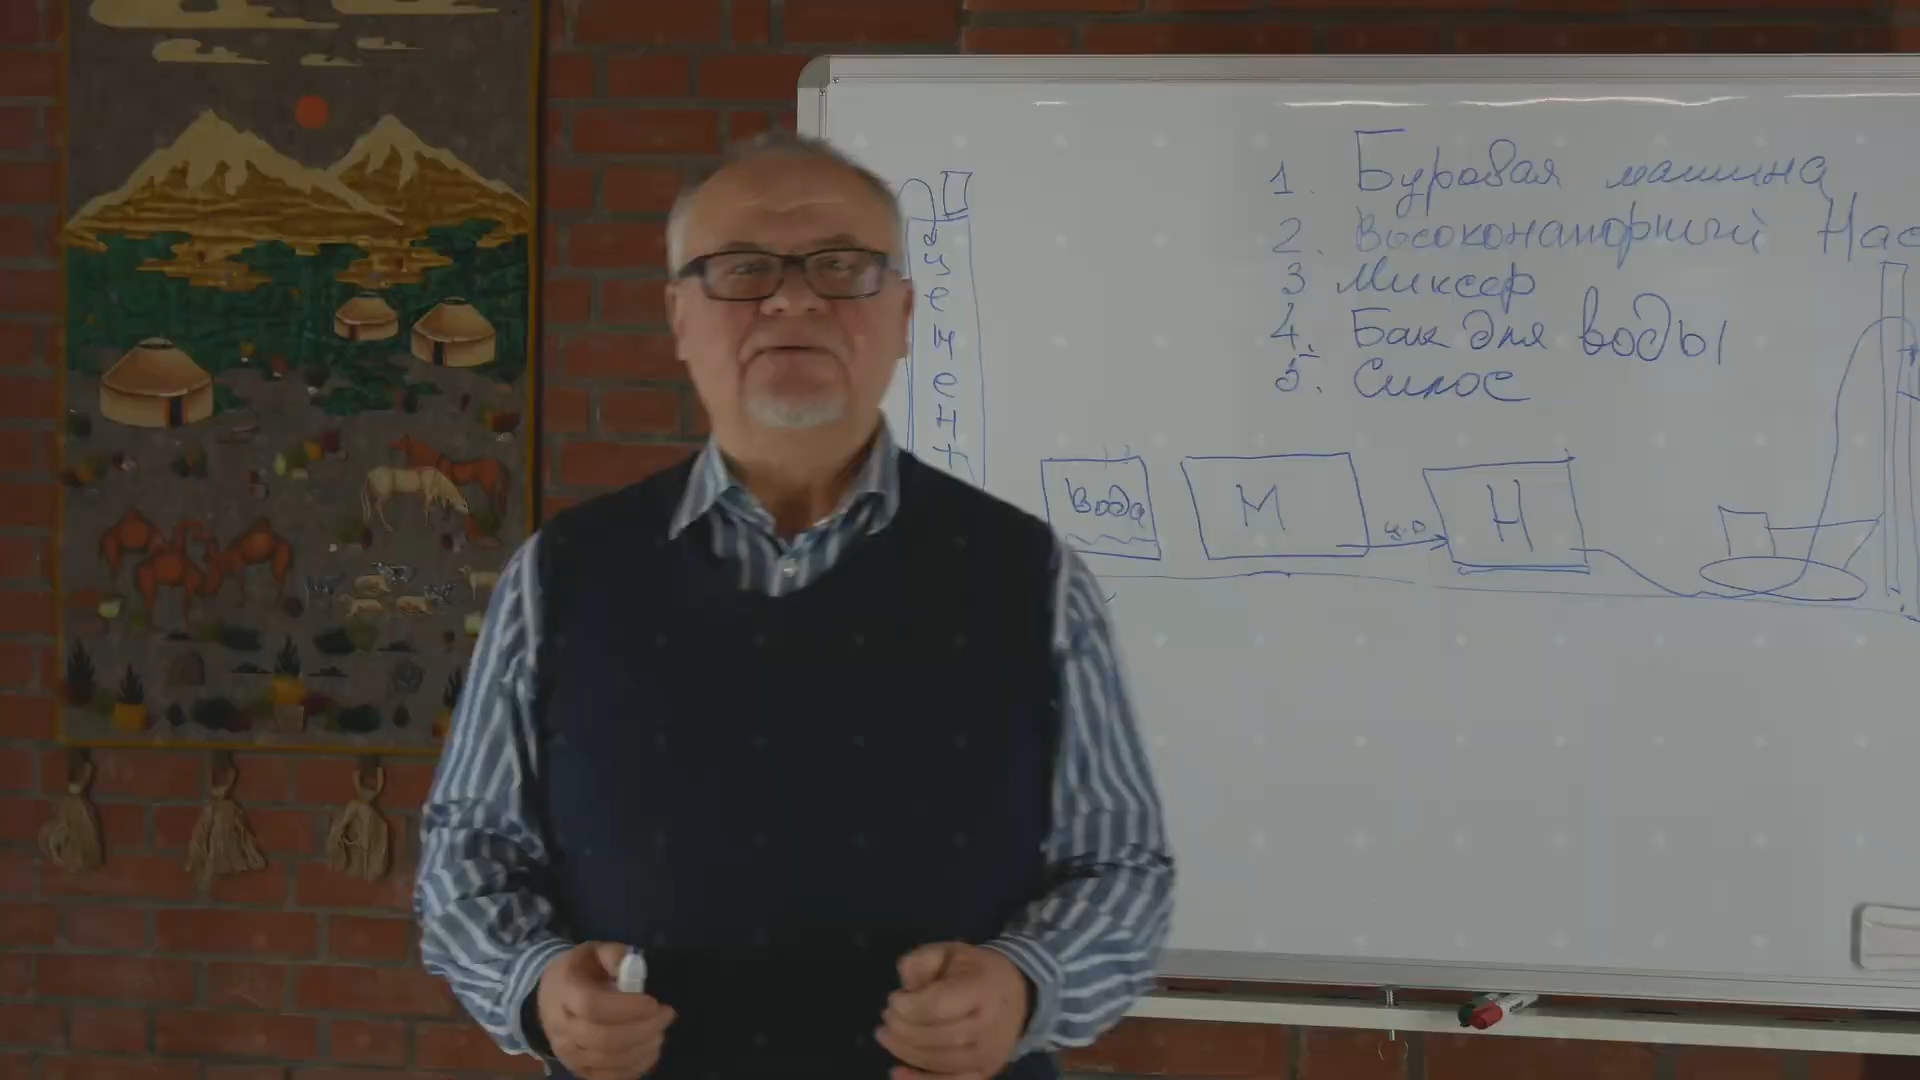 1. Буровая машина
2. Высоконапорный Нас
3 Миксер
4. Бак для воды
5. Силос
цемент
вода
М
ц.р
Н